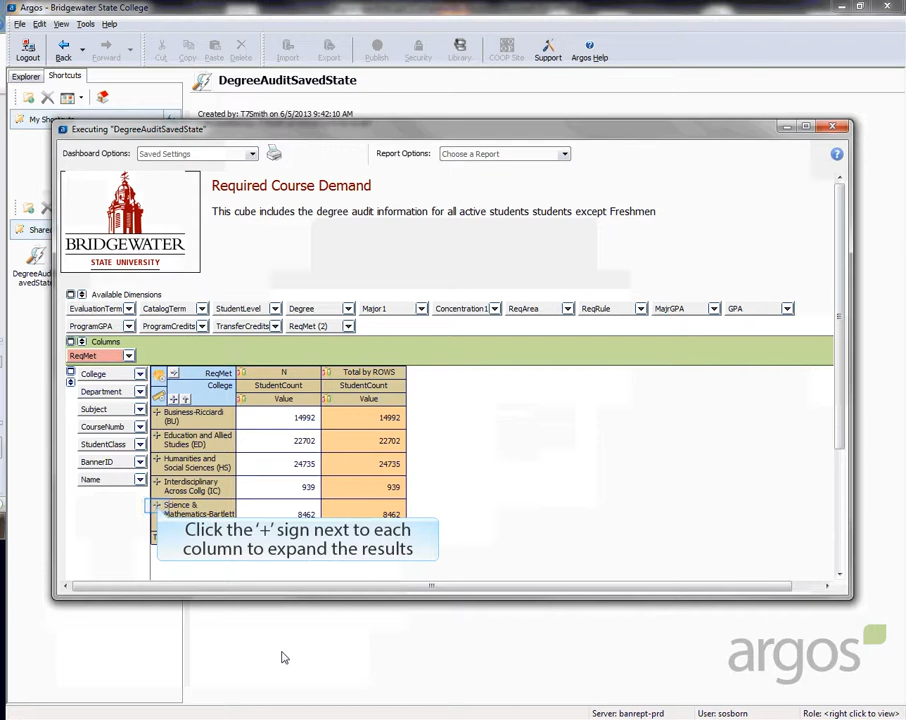 Argos - Bridgewater State College
File Edit View Tools Help
Logout Back Forward Cut Copy Paste Delete Import Export Publish Security Library COOP Site Support Argos Help
Explorer Shortcuts
DegreeAuditSavedState
My Sho
Created by: T7Smith on 6/5/2013 9:42:10 AM
Executing "DegreeAuditSavedState"
Dashboard Options: Saved Settings Report Options: Choose a Report
Required Course Demand
This cube includes the degree audit information for all active students students except Freshmen
BRIDGEWATER
STATE UNIVERSITY
Share
DegreeAu
avedStat
Available Dimensions
EvaluationTerm CatalogTerm StudentLevel Degree Major1 Concentration1 ReqArea ReqRule MajrGPA GPA
ProgramGPA ProgramCredits TransferCredits ReqMet (2)
Columns
ReqMet
College ReqMet N Total by ROWS
Department College StudentCount StudentCount
Value Value
Subject Business-Ricciardi (BU) 14992 14992
CourseNumb
StudentClass Education and Allied Studies (ED) 22702 22702
BannerID Humanities and Social Sciences (HS) 24735 24735
Name Interdisciplinary Across Collg (IC) 939 939
Science & Mathematics-Bartlett 8462 8462
Click the '+' sign next to each
column to expand the results
argos
Server: banrept-prd User: sosborn Role: <right click to view>